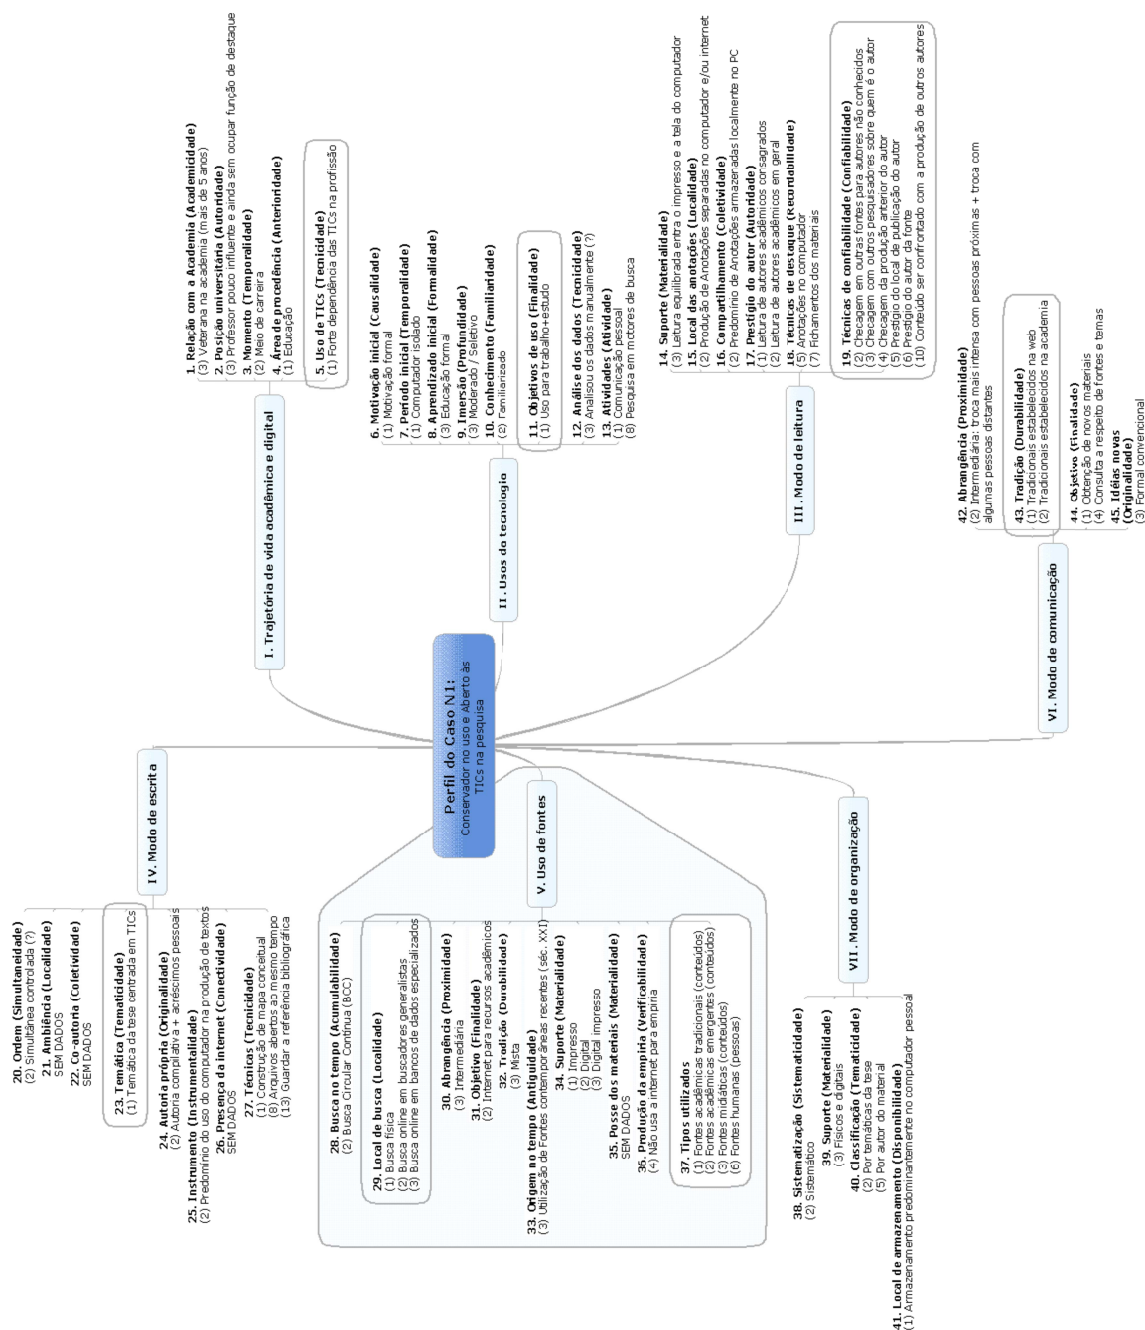 Perfil do Caso N1:
Conservador no uso e Aberto às
TICs na pesquisa
I. Trajetória de vida acadêmica e digital
1. Relação com a Academia (Academicidade)
(3) Veterana na academia (mais de 5 anos)
2. Posição universitária (Autoridade)
(3) Professor pouco influente e ainda sem ocupar função de destaque
3. Momento (Temporalidade)
(2) Meio de carreira
4. Área de procedência (Anterioridade)
(1) Educação
5. Uso de TICs (Tecnicidade)
(1) Forte dependência das TICs na profissão
II. Usos da tecnologia
6. Motivação inicial (Causalidade)
(1) Motivação formal
7. Período inicial (Temporalidade)
(1) Computador isolado
8. Aprendizado inicial (Formalidade)
(3) Educação formal
9. Imersão (Profundidade)
(3) Moderado / Seletivo
10. Conhecimento (Familiaridade)
(2) Familiarizado
11. Objetivos de uso (Finalidade)
(1) Uso para trabalho+estudo
12. Análise dos dados (Tecnicidade)
(3) Analisou os dados manualmente (?)
13. Atividades (Atividade)
(1) Comunicação pessoal
(8) Pesquisa em motores de busca
III. Modo de leitura
14. Suporte (Materialidade)
(3) Leitura equilibrada entra o impresso e a tela do computador
15. Local das anotações (Localidade)
(2) Produção de Anotações separadas no computador e/ou internet
16. Compartilhamento (Coletividade)
(2) Predomínio de Anotações armazeradas localmente no PC
17. Prestígio do autor (Autoridade)
(1) Leitura de autores acadêmicos consagrados
(2) Leitura de autores acadêmicos em geral
18. Técnicas de destaque (Recordabilidade)
(5) Anotações no computador
(7) Fichamentos dos materiais
19. Técnicas de confiabilidade (Confiabilidade)
(2) Checagem em outras fontes para autores não conhecidos
(3) Checagem com outros pesquisadores sobre quem é o autor
(4) Checagem da produção anterior do autor
(5) Prestígio do local de publicação do autor
(6) Prestígio do autor da fonte
(10) Conteúdo ser confrontado com a produção de outros autores
IV. Modo de escrita
20. Ordem (Simultaneidade)
(2) Simultânea controlada (?)
21. Ambiência (Localidade)
SEM DADOS
22. Co-autoria (Coletividade)
SEM DADOS
23. Temática (Tematicidade)
(1) Temática da tese centrada em TICs
24. Autoria própria (Originalidade)
(2) Autoria compilativa + acréscimos pessoais
25. Instrumento (Instrumentalidade)
(2) Predomínio do uso do computador na produção de textos
26. Presença da internet (Conectividade)
SEM DADOS
27. Técnicas (Tecnicidade)
(1) Construção de mapa conceitual
(8) Arquivos abertos ao mesmo tempo
(13) Guardar a referência bibliográfica
V. Uso de fontes
28. Busca no tempo (Acumulabilidade)
(2) Busca Circular Contínua (BCC)
29. Local de busca (Localidade)
(1) Busca física
(2) Busca online em buscadores generalistas
(3) Busca online em bancos de dados especializados
30. Abrangência (Proximidade)
(3) Intermediária
31. Objetivo (Finalidade)
(2) Internet para recursos acadêmicos
32. Tradição (Durabilidade)
(3) Mista
33. Origem no tempo (Antiguidade)
(3) Utilização de Fontes contemporâneas recentes (séc. XXI)
34. Suporte (Materialidade)
(1) Impresso
(2) Digital
(3) Digital impresso
35. Posse dos materiais (Materialidade)
SEM DADOS
36. Produção da empiria (Verificabilidade)
(4) Não usa a internet para empiria
37. Tipos utilizados
(1) Fontes acadêmicas tradicionais (conteúdos)
(2) Fontes acadêmicas emergentes (conteúdos)
(3) Fontes midiáticas (conteúdos)
(6) Fontes humanas (pessoas)
VI. Modo de comunicação
42. Abrangência (Proximidade)
(2) Intermediária: troca mais intensa com pessoas próximas + troca com
algumas pessoas distantes
43. Tradição (Durabilidade)
(1) Tradicionais estabelecidos na web
(2) Tradicionais estabelecidos na academia
44. Objetivo (Finalidade)
(1) Obtenção de novos materiais
(4) Consulta a respeito de fontes e temas
45. Idéias novas
(Originalidade)
(3) Formal convencional
VII. Modo de organização
38. Sistematização (Sistematicidade)
(2) Sistemático
39. Suporte (Materialidade)
(3) Físicos e digitais
40. Classificação (Tematicidade)
(2) Por temáticas da tese
(5) Por autor do material
41. Local de armazenamento (Disponibilidade)
(1) Armazenamento predominantemente no computador pessoal